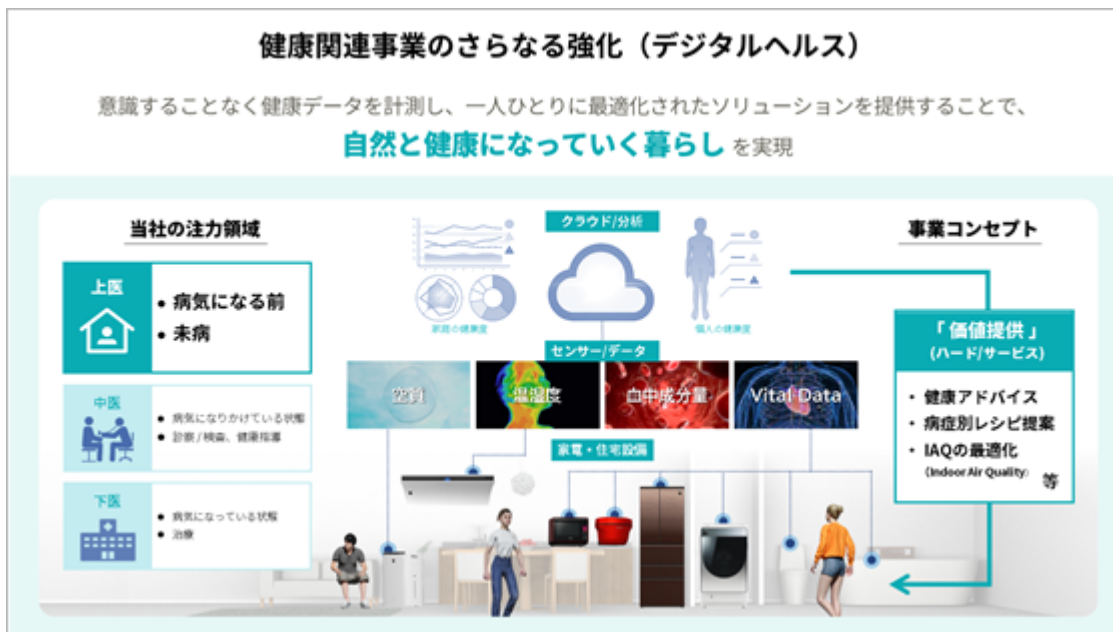 健康関連事業のさらなる強化（デジタルヘルス）
意識することなく健康データを計測し、一人ひとりに最適化されたソリューションを提供することで、
自然と健康になっていく暮らし を実現
当社の注力領域
上医
• 病気になる前
• 未病
中医
• 病気になりかけている状態
• 診察/検査、健康指導
下医
• 病気になっている状態
• 治療
クラウド/分析
家庭の健康度
個人の健康度
センサー/データ
空質
温湿度
血中成分量
Vital Data
家電・住宅設備
事業コンセプト
「 価値提供 」
(ハード/サービス)
・ 健康アドバイス
・ 病症別レシピ提案
・ IAQの最適化
(Indoor Air Quality) 等